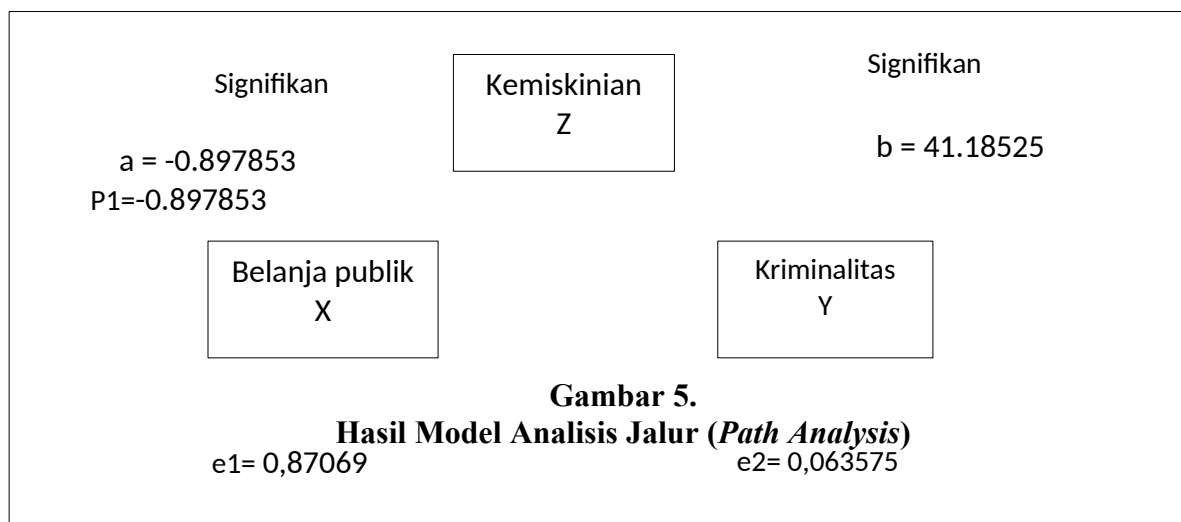 Signifikan
Kemiskinian
Z
Signifikan
a = -0.897853
P1=-0.897853
b = 41.18525
Belanja publik
X
Kriminalitas
Y
Gambar 5.
Hasil Model Analisis Jalur (Path Analysis)
e1= 0,87069
e2= 0,063575